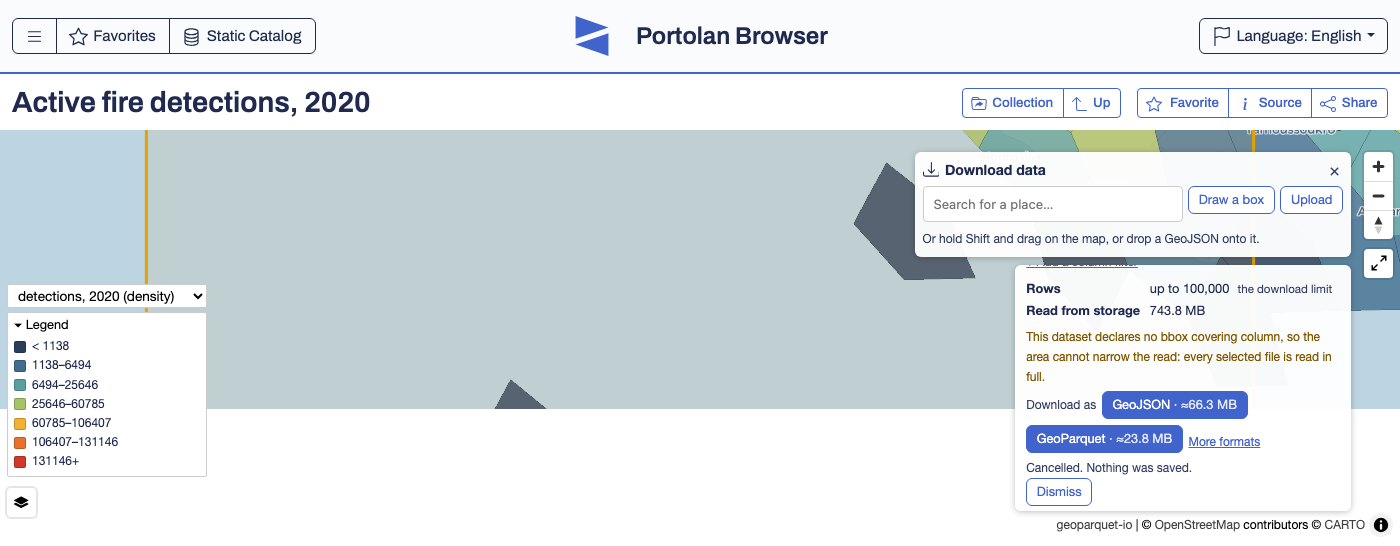 Favorites
Static Catalog
Portolan Browser
Language: English
Active fire detections, 2020
Collection
Up
Favorite
Source
Share
Download data
×
Search for a place...
Draw a box
Upload
Or hold Shift and drag on the map, or drop a GeoJSON onto it.
Rows up to 100,000 the download limit
Read from storage 743.8 MB
This dataset declares no bbox covering column, so the
area cannot narrow the read: every selected file is read in
full.
Download as GeoJSON · ≈66.3 MB
GeoParquet · ≈23.8 MB More formats
Cancelled. Nothing was saved.
Dismiss
detections, 2020 (density)
Legend
< 1138
1138–6494
6494–25646
25646–60785
60785–106407
106407–131146
131146+
geoparquet-io | © OpenStreetMap contributors © CARTO